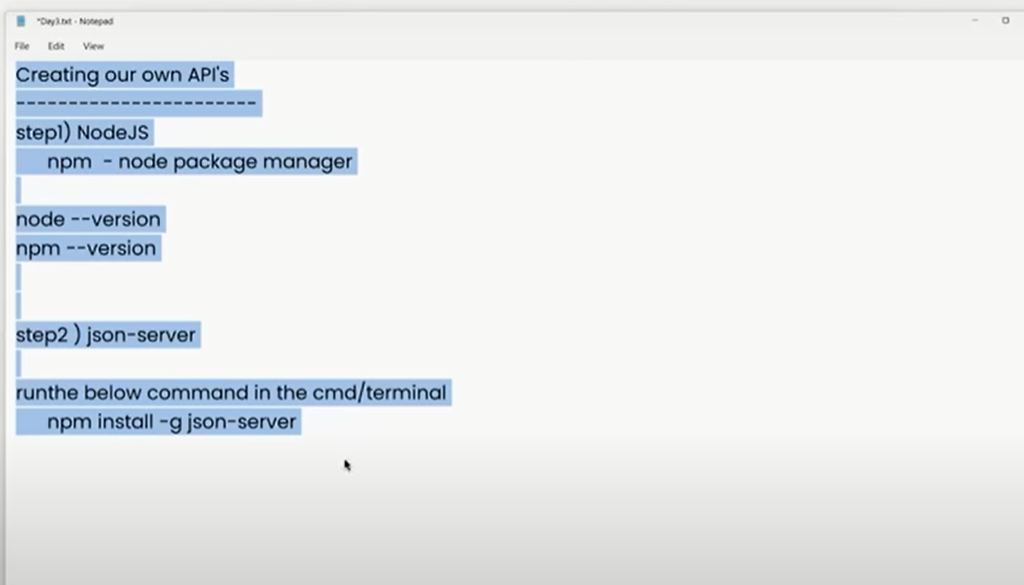 *Day3.txt - Notepad
File Edit View
Creating our own API's
-----------------------
step1) NodeJS
npm - node package manager
node --version
npm --version
step2 ) json-server
runthe below command in the cmd/terminal
npm install -g json-server